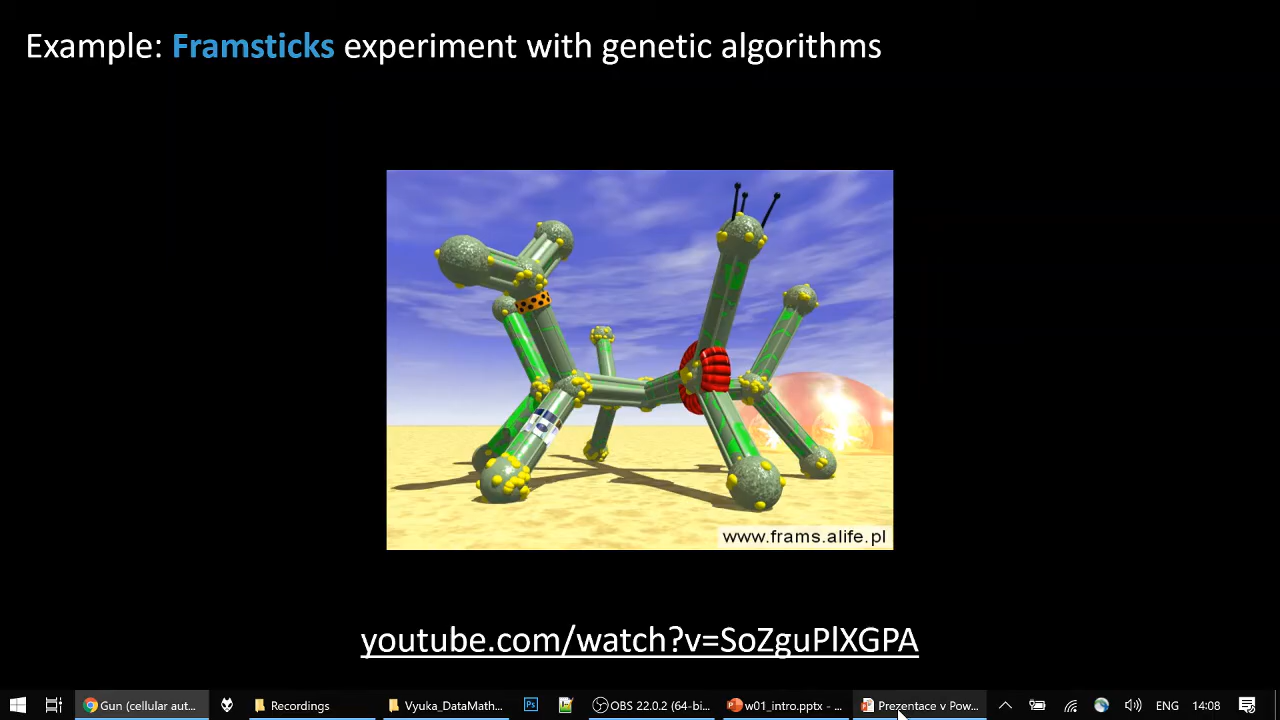 Example: Framsticks experiment with genetic algorithms
www.frams.alife.pl
youtube.com/watch?v=SoZguPlXGPA
Gun (cellular aut...
Recordings
Vyuka_DataMath...
Ps
OBS 22.0.2 (64-bi...
w01_intro.pptx - ...
Prezentace v Pow...
ENG
14:08